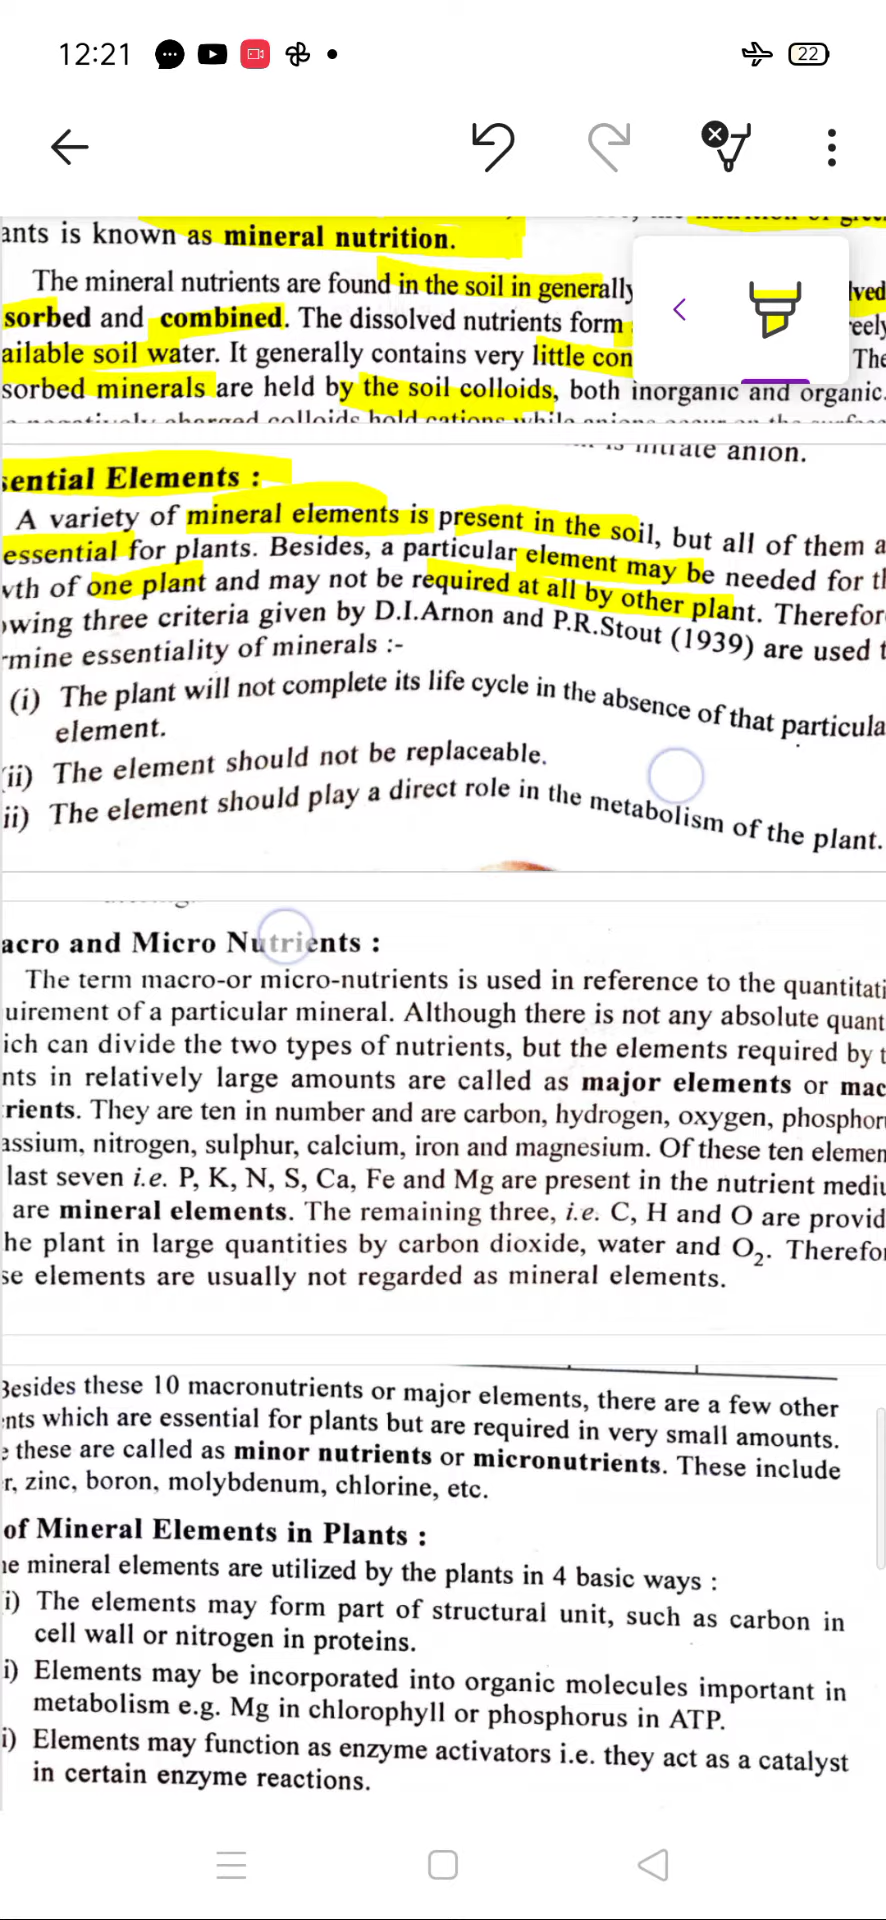 12:21
22
ants is known as mineral nutrition.
The mineral nutrients are found in the soil in generally
sorbed and combined. The dissolved nutrients form
ailable soil water. It generally contains very little con
The
sorbed minerals are held by the soil colloids, both inorganic and organic.
negatively charged colloids hold cations while anions occur on the surface
is nitrate anion.
sential Elements :
A variety of mineral elements is present in the soil, but all of them a
essential for plants. Besides, a particular element may be needed for th
wth of one plant and may not be required at all by other plant. Therefor
owing three criteria given by D.I.Arnon and P.R.Stout (1939) are used t
rmine essentiality of minerals :-
(i) The plant will not complete its life cycle in the absence of that particula
element.
ii) The element should not be replaceable.
ii) The element should play a direct role in the metabolism of the plant.
acro and Micro Nutrients :
The term macro-or micro-nutrients is used in reference to the quantitati
uirement of a particular mineral. Although there is not any absolute quant
ich can divide the two types of nutrients, but the elements required by t
nts in relatively large amounts are called as major elements or mac
rients. They are ten in number and are carbon, hydrogen, oxygen, phosphor
assium, nitrogen, sulphur, calcium, iron and magnesium. Of these ten elemen
last seven i.e. P, K, N, S, Ca, Fe and Mg are present in the nutrient mediu
are mineral elements. The remaining three, i.e. C, H and O are provid
he plant in large quantities by carbon dioxide, water and O₂. Therefor
se elements are usually not regarded as mineral elements.
Besides these 10 macronutrients or major elements, there are a few other
nts which are essential for plants but are required in very small amounts.
e these are called as minor nutrients or micronutrients. These include
r, zinc, boron, molybdenum, chlorine, etc.
of Mineral Elements in Plants :
ne mineral elements are utilized by the plants in 4 basic ways :
i) The elements may form part of structural unit, such as carbon in
cell wall or nitrogen in proteins.
i) Elements may be incorporated into organic molecules important in
metabolism e.g. Mg in chlorophyll or phosphorus in ATP.
i) Elements may function as enzyme activators i.e. they act as a catalyst
in certain enzyme reactions.